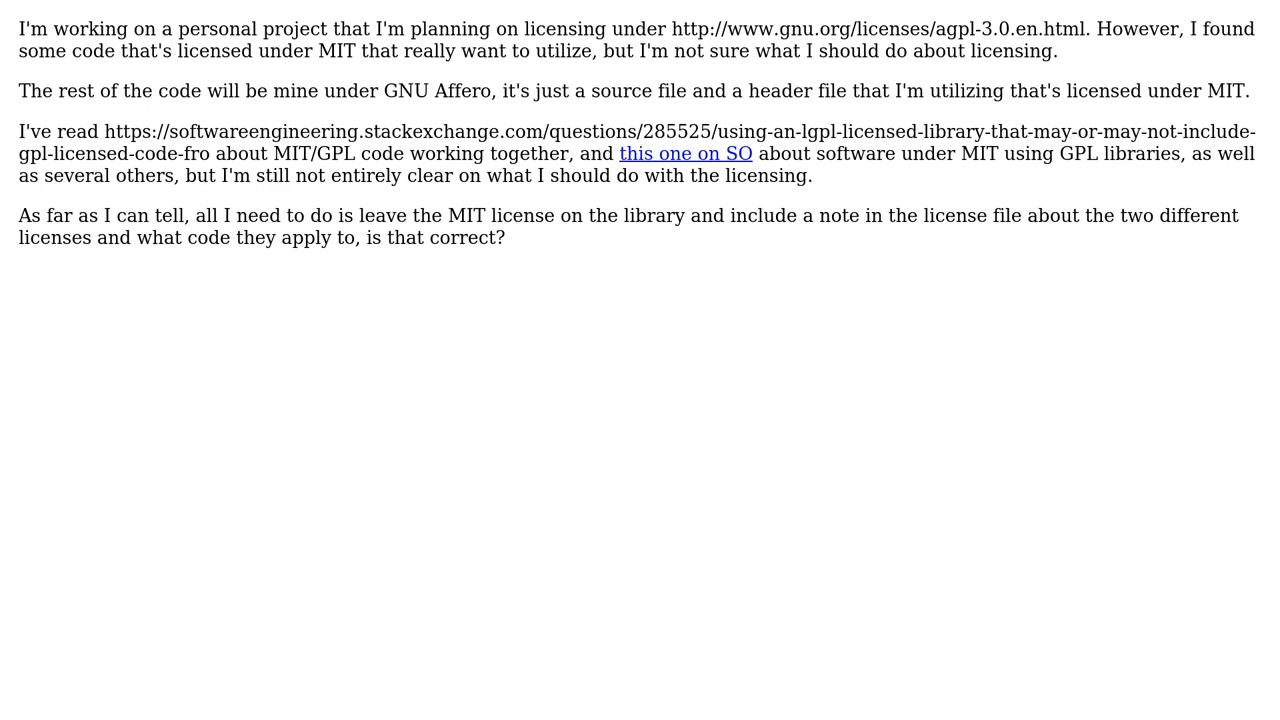 I'm working on a personal project that I'm planning on licensing under http://www.gnu.org/licenses/agpl-3.0.en.html. However, I found
some code that's licensed under MIT that really want to utilize, but I'm not sure what I should do about licensing.
The rest of the code will be mine under GNU Affero, it's just a source file and a header file that I'm utilizing that's licensed under MIT.
I've read https://softwareengineering.stackexchange.com/questions/285525/using-an-lgpl-licensed-library-that-may-or-may-not-include-
gpl-licensed-code-fro about MIT/GPL code working together, and this one on SO about software under MIT using GPL libraries, as well
as several others, but I'm still not entirely clear on what I should do with the licensing.
As far as I can tell, all I need to do is leave the MIT license on the library and include a note in the license file about the two different
licenses and what code they apply to, is that correct?